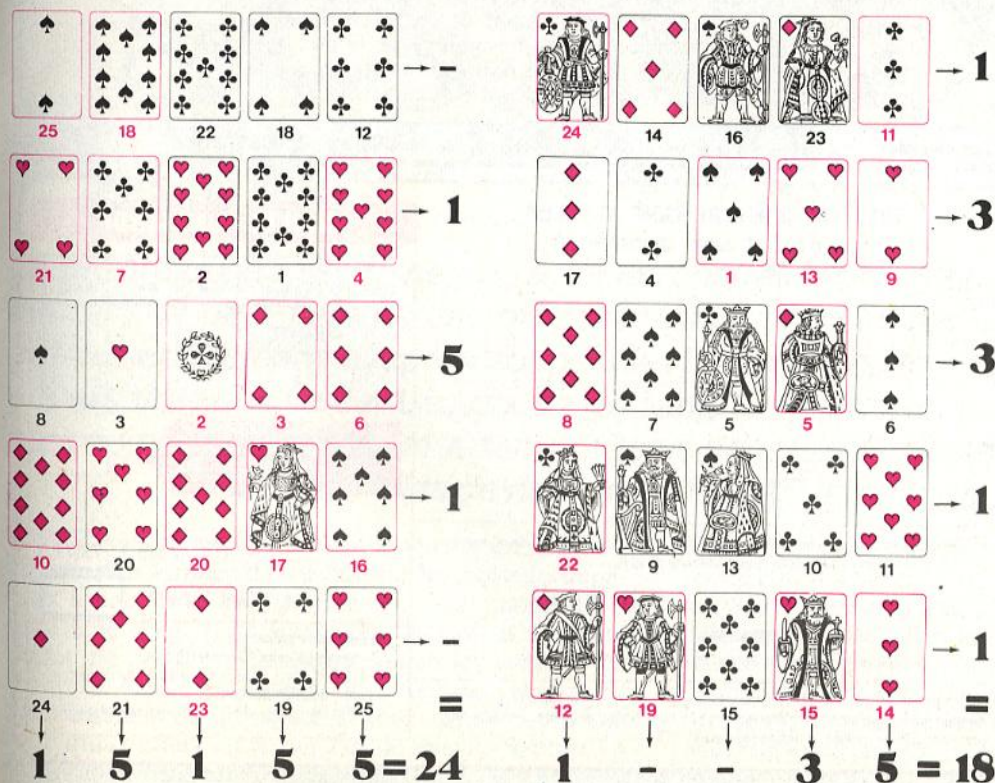 25 18 22 18 12 → –
24 14 16 23 11 → 1
21 7 2 1 4 → 1
17 4 1 13 9 → 3
8 3 2 3 6 → 5
8 7 5 5 6 → 3
10 20 20 17 16 → 1
22 9 13 10 11 → 1
24 21 23 19 25 → – =
12 19 15 15 14 → 1 =
1 5 1 5 5 = 24
1 – – 3 5 = 18